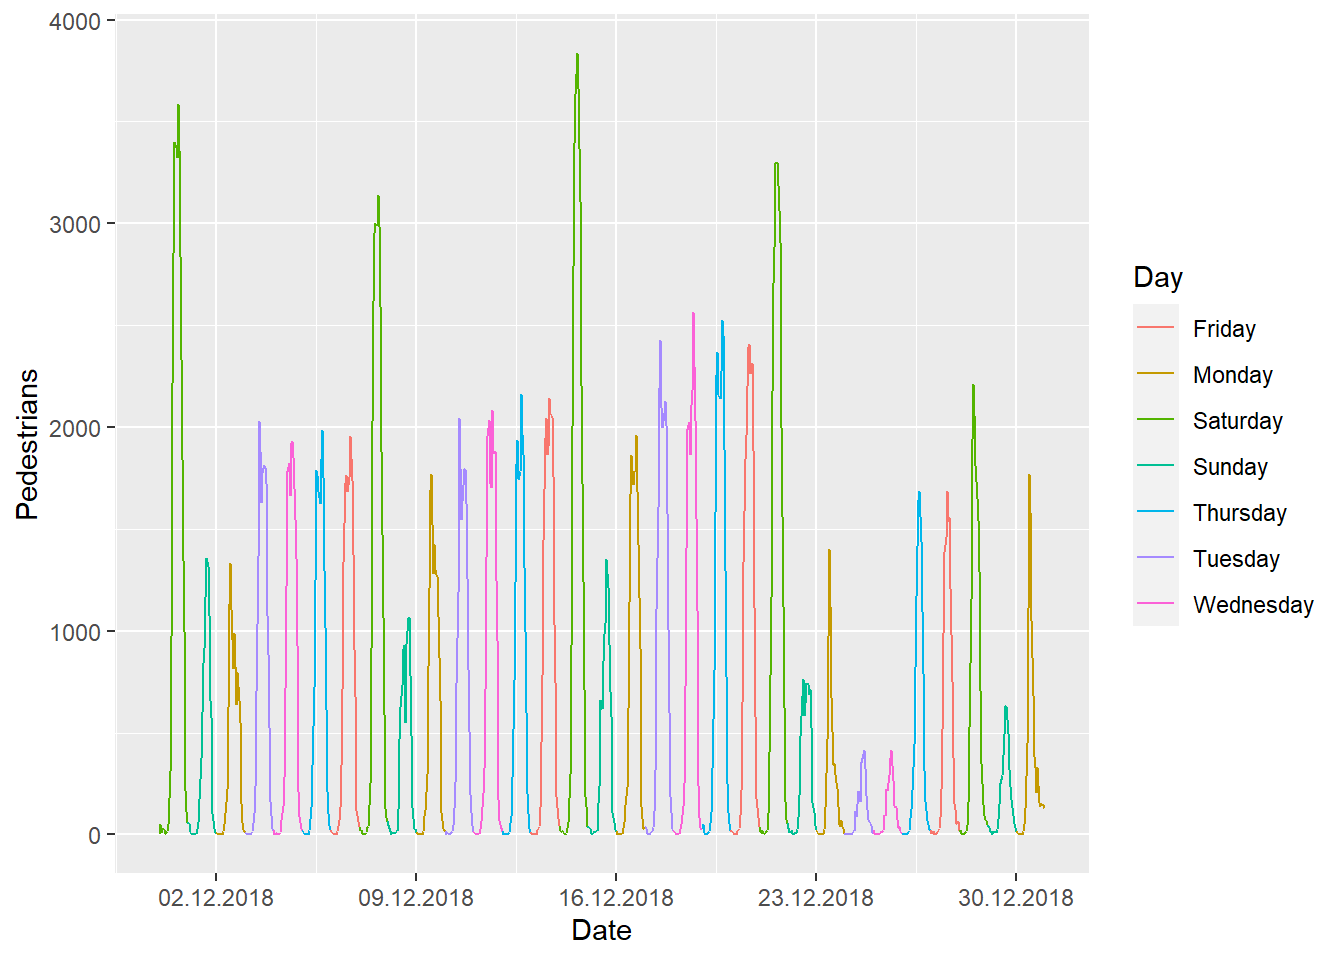 4000
3000
2000
1000
0
Pedestrians
02.12.2018
09.12.2018
16.12.2018
23.12.2018
30.12.2018
Date
Day
Friday
Monday
Saturday
Sunday
Thursday
Tuesday
Wednesday